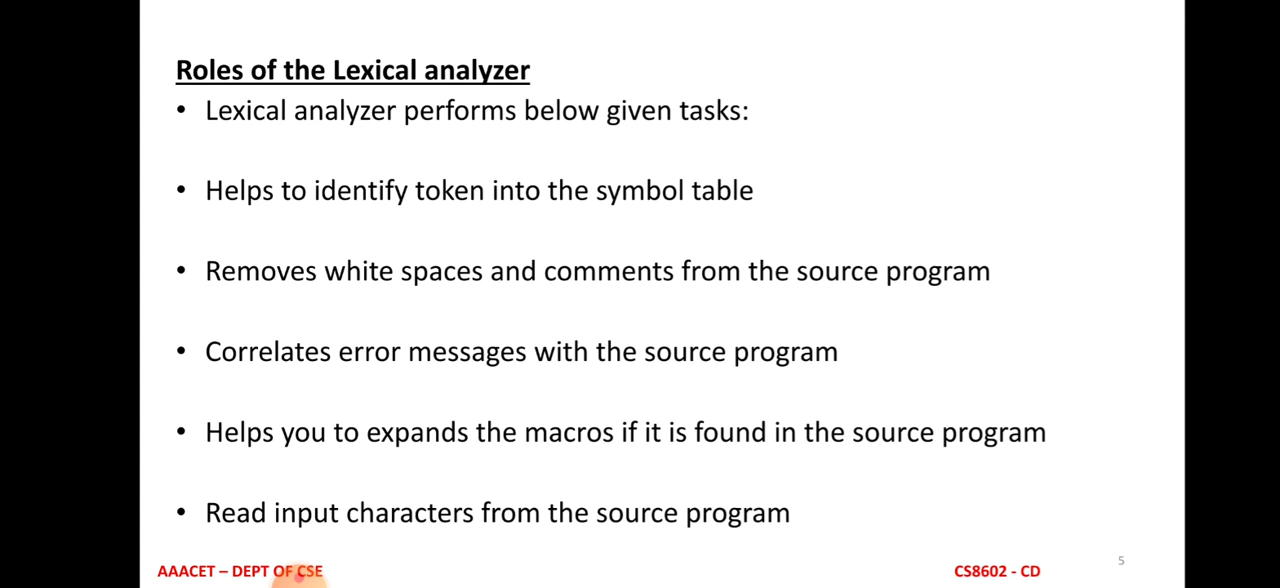 Roles of the Lexical analyzer
• Lexical analyzer performs below given tasks:
• Helps to identify token into the symbol table
• Removes white spaces and comments from the source program
• Correlates error messages with the source program
• Helps you to expands the macros if it is found in the source program
• Read input characters from the source program
AAACET – DEPT OF CSE
CS8602 - CD
5